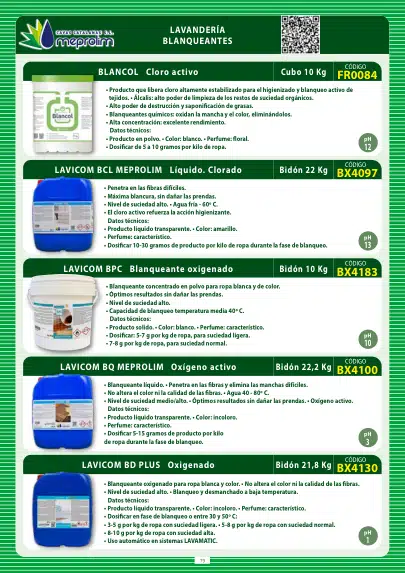 CAYAS CATALANAS S.L.
meprolim
LAVANDERÍA
BLANQUEANTES
BLANCOL Cloro activo Cubo 10 Kg
CÓDIGO
FR0084
• Producto que libera cloro altamente estabilizado para el higienizado y blanqueo activo de
tejidos. • Álcalis: alto poder de limpieza de los restos de suciedad orgánicos.
• Alto poder de destrucción y saponificación de grasas.
• Blanqueantes químicos: oxidan la mancha y el color, eliminándolos.
• Alta concentración: excelente rendimiento.
Datos técnicos:
• Producto en polvo. • Color: blanco. • Perfume: floral.
• Dosificar de 5 a 10 gramos por kilo de ropa.
pH
12
Blancol
LAVICOM BCL MEPROLIM Líquido. Clorado Bidón 22 Kg
CÓDIGO
BX4097
• Penetra en las fibras difíciles.
• Máxima blancura, sin dañar las prendas.
• Nivel de suciedad alto. • Agua fría - 60º C.
• El cloro activo refuerza la acción higienizante.
Datos técnicos:
Producto líquido transparente. • Color: amarillo.
• Perfume: característico.
• Dosificar 10-30 gramos de producto por kilo de ropa durante la fase de blanqueo.
pH
13
LAVICOM BPC Blanqueante oxigenado Bidón 10 Kg
CÓDIGO
BX4183
• Blanqueante concentrado en polvo para ropa blanca y de color.
• Óptimos resultados sin dañar las prendas.
• Nivel de suciedad alto.
• Capacidad de blanqueo temperatura media 40º C.
Datos técnicos:
• Producto solido. • Color: blanco. • Perfume: característico.
• Dosificar: 5-7 g por kg de ropa, para suciedad ligera.
• 7-8 g por kg de ropa, para suciedad normal.
pH
10
LAVICOM BQ MEPROLIM Oxígeno activo Bidón 22,2 Kg
CÓDIGO
BX4100
• Blanqueante líquido. • Penetra en las fibras y elimina las manchas difíciles.
• No altera el color ni la calidad de las fibras. • Agua 40 - 80º C.
• Nivel de suciedad medio/alto. • Óptimos resultados sin dañar las prendas. • Oxígeno activo.
Datos técnicos:
• Producto líquido transparente. • Color: incoloro.
• Perfume: característico.
• Dosificar 5-15 gramos de producto por kilo
de ropa durante la fase de blanqueo.
pH
3
LAVICOM BD PLUS Oxigenado Bidón 21,8 Kg
CÓDIGO
BX4130
• Blanqueante oxigenado para ropa blanca y color. • No altera el color ni la calidad de las fibras.
• Nivel de suciedad alto. • Blanqueo y desmanchado a baja temperatura.
Datos técnicos:
• Producto líquido transparente. • Color: incoloro. • Perfume: característico.
• Dosificar en fase de blanqueo o entre 30 y 50º C:
• 3-5 g por kg de ropa con suciedad ligera. • 5-8 g por kg de ropa con suciedad normal.
• 8-10 g por kg de ropa con suciedad alta.
• Uso automático en sistemas LAVAMATIC.
pH
1